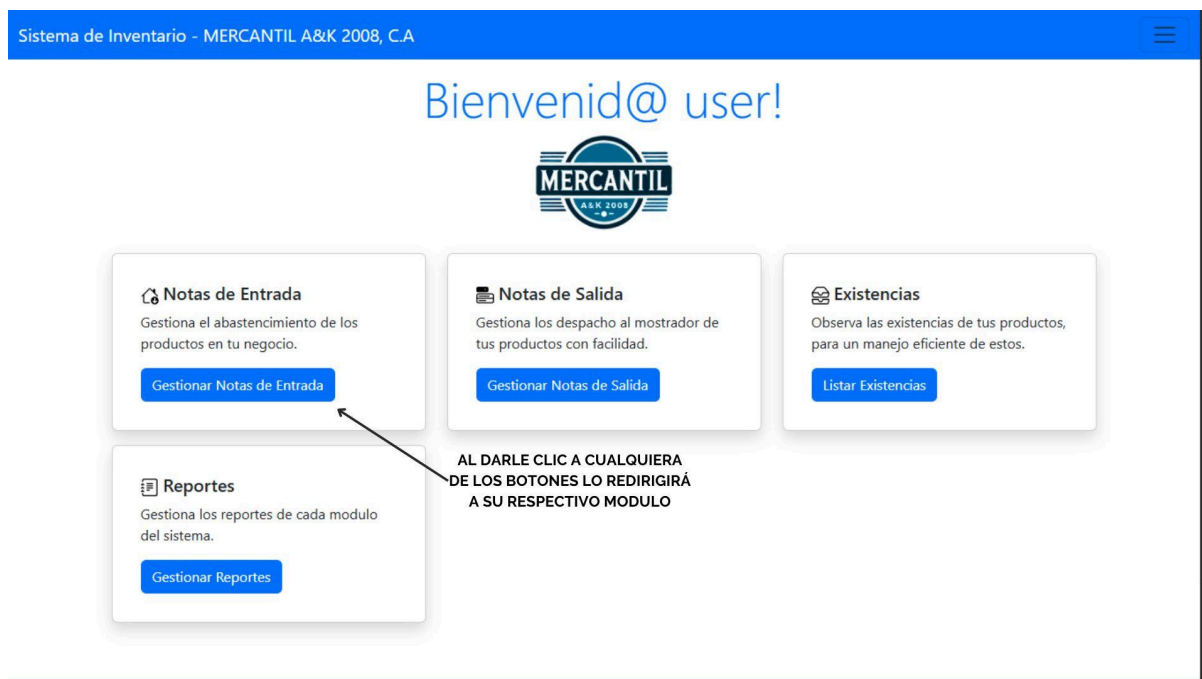 Sistema de Inventario - MERCANTIL A&K 2008, C.A
Bienvenid@ user!
MERCANTIL
A&K 2008
Notas de Entrada
Gestiona el abastencimiento de los
productos en tu negocio.
Gestionar Notas de Entrada
Notas de Salida
Gestiona los despacho al mostrador de
tus productos con facilidad.
Gestionar Notas de Salida
Existencias
Observa las existencias de tus productos,
para un manejo eficiente de estos.
Listar Existencias
Reportes
Gestiona los reportes de cada modulo
del sistema.
Gestionar Reportes
AL DARLE CLIC A CUALQUIERA
DE LOS BOTONES LO REDIRIGIRÁ
A SU RESPECTIVO MODULO